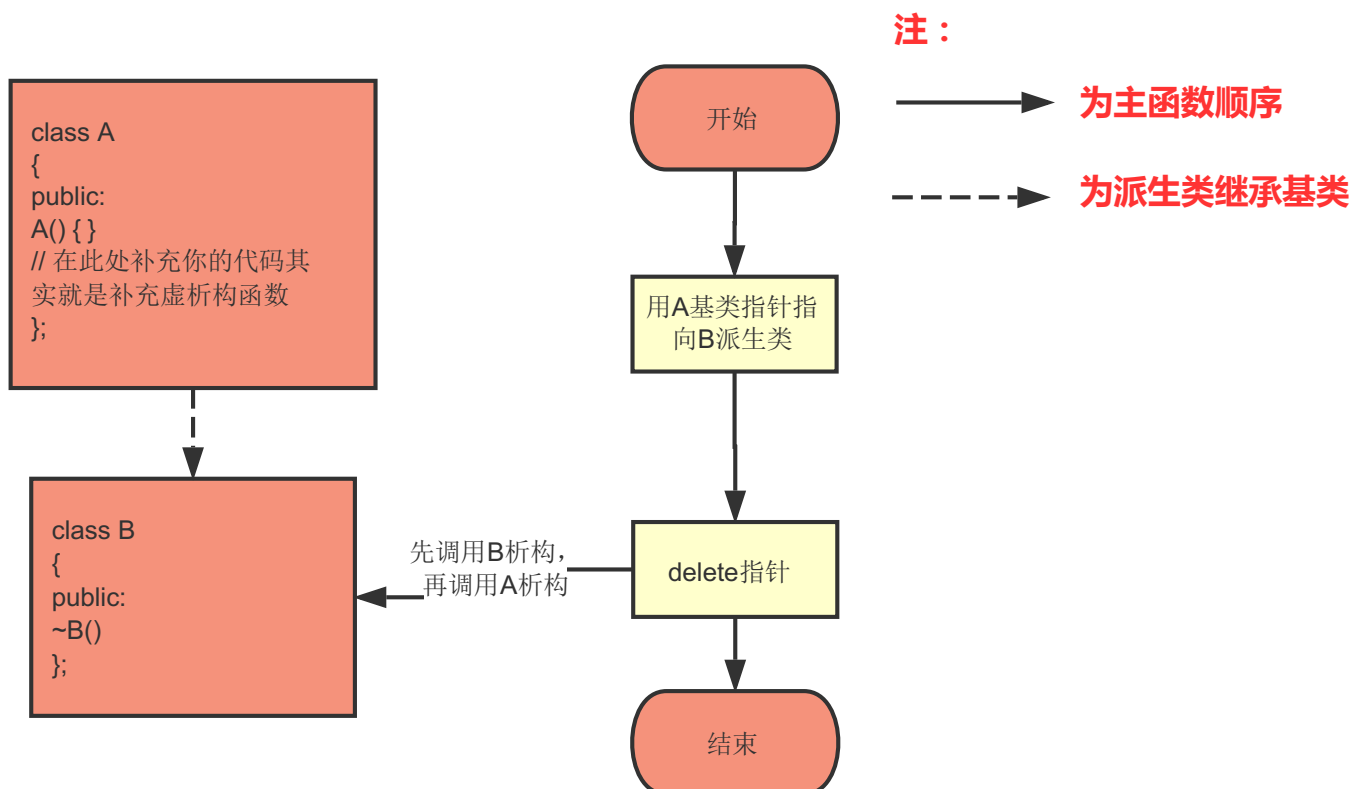 注：
为主函数顺序
为派生类继承基类
class A
{
public:
A() { }
// 在此处补充你的代码其
实就是补充虚析构函数
};
开始
用A基类指针指
向B派生类
class B
{
public:
~B()
};
先调用B析构，
再调用A析构
delete指针
结束